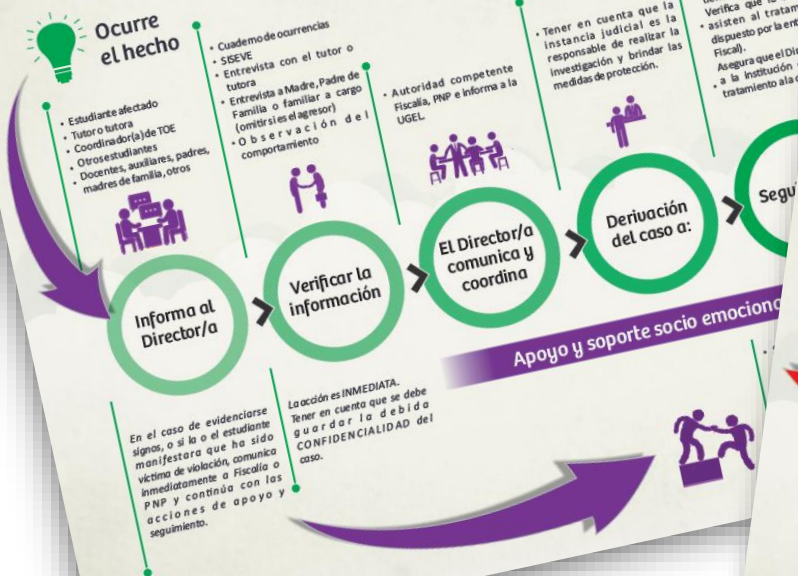 Ocurre
el hecho
• Estudiante afectado
• Tutor o tutora
• Coordinador(a) de TOE
• Otros estudiantes
• Docentes, auxiliares, padres,
madres de familia, otros
Informa al
Director/a
En el caso de evidenciarse
signos, o si la o el estudiante
manifestara que ha sido
víctima de violación, comunica
inmediatamente a Fiscalía o
PNP y continúa con las
acciones de apoyo y
seguimiento.
• Cuaderno de ocurrencias
• SISEVE
• Entrevista con el tutor o
tutora
• Entrevista a Madre, Padre de
Familia o familiar a cargo
(omitir si es el agresor)
• Observación del
comportamiento
Verificar la
información
La acción es INMEDIATA.
Tener en cuenta que se debe
guardar la debida
CONFIDENCIALIDAD del
caso.
• Autoridad competente
Fiscalía, PNP e informa a la
UGEL.
El Director/a
comunica y
coordina
• Tener en cuenta que la
instancia judicial es la
responsable de realizar la
investigación y brindar las
medidas de protección.
Derivación
del caso a:
Verifica que
• asisten al
dispuesto por la
Fiscal).
Asegura que el
• a la institución
tratamiento a la
Apoyo y soporte socio